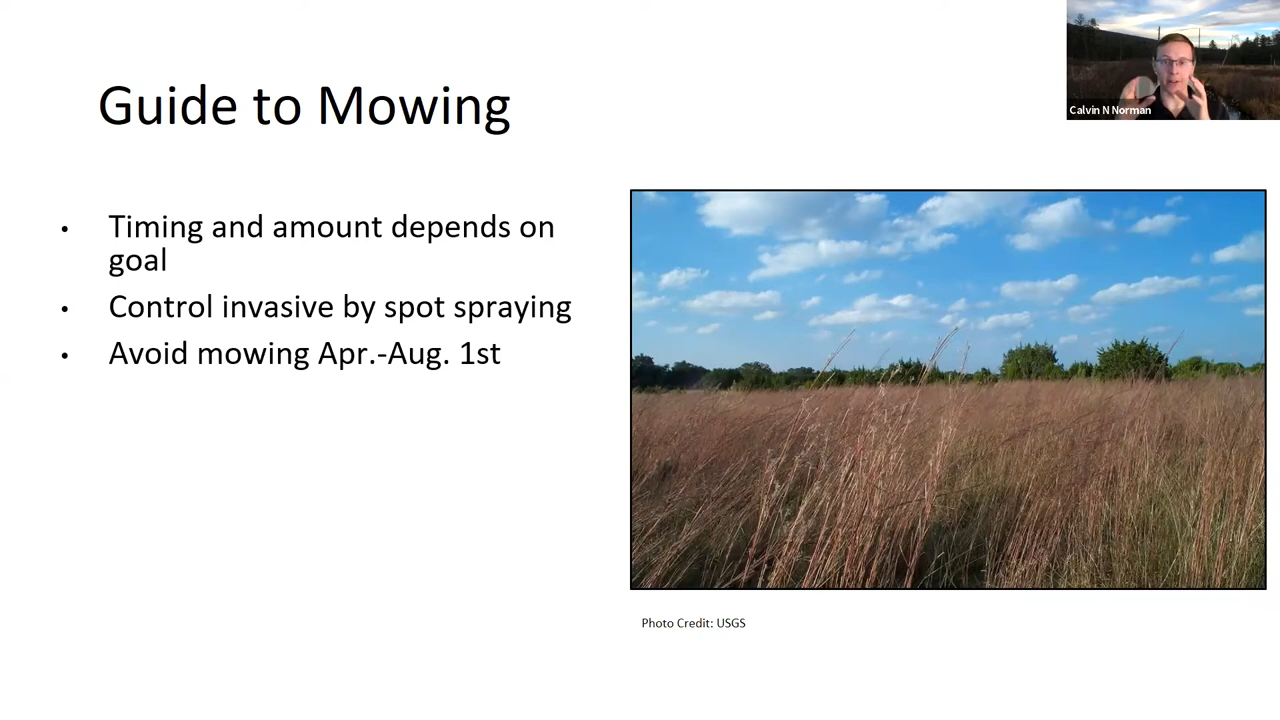 Calvin N Norman
Guide to Mowing
• Timing and amount depends on
goal
• Control invasive by spot spraying
• Avoid mowing Apr.-Aug. 1st
Photo Credit: USGS